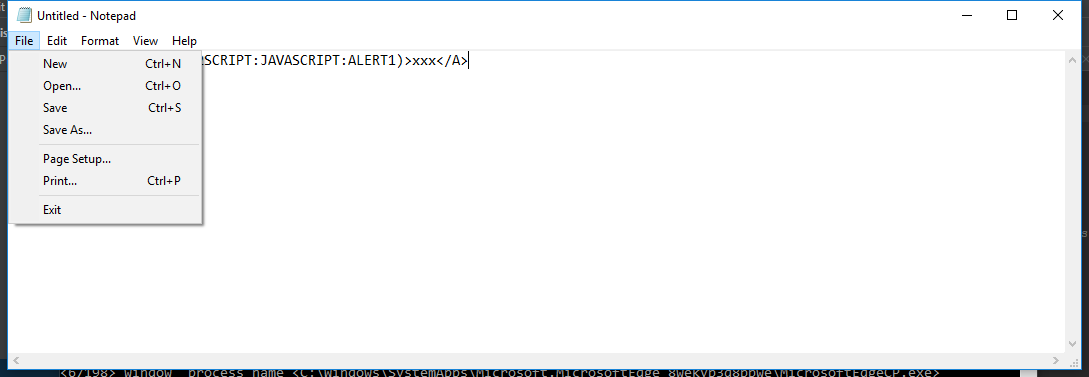 Untitled - Notepad
File Edit Format View Help
SCRIPT:JAVASCRIPT:ALERT1)>xxx</A>
New Ctrl+N
Open... Ctrl+O
Save Ctrl+S
Save As...
Page Setup...
Print... Ctrl+P
Exit
<6/198> window process name <C:\Windows\SystemApps\Microsoft.MicrosoftEdge_8wekyb3d8bbwe\MicrosoftEdgeCP.exe>